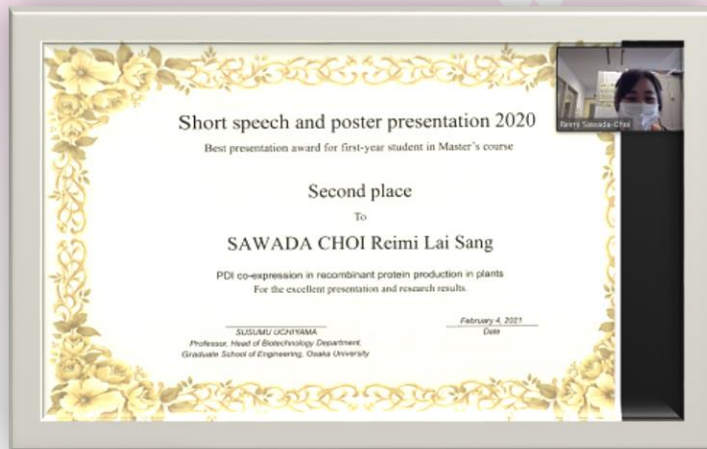 Short speech and poster presentation 2020
Best presentation award for first-year student in Master's course
Second place
To
SAWADA CHOI Reimi Lai Sang
PDI co-expression in recombinant protein production in plants
For the excellent presentation and research results.
SUSUMU UCHIYAMA
Professor, Head of Biotechnology Department,
Graduate School of Engineering, Osaka University
February 4, 2021
Date
Reimi Sawada-Choi